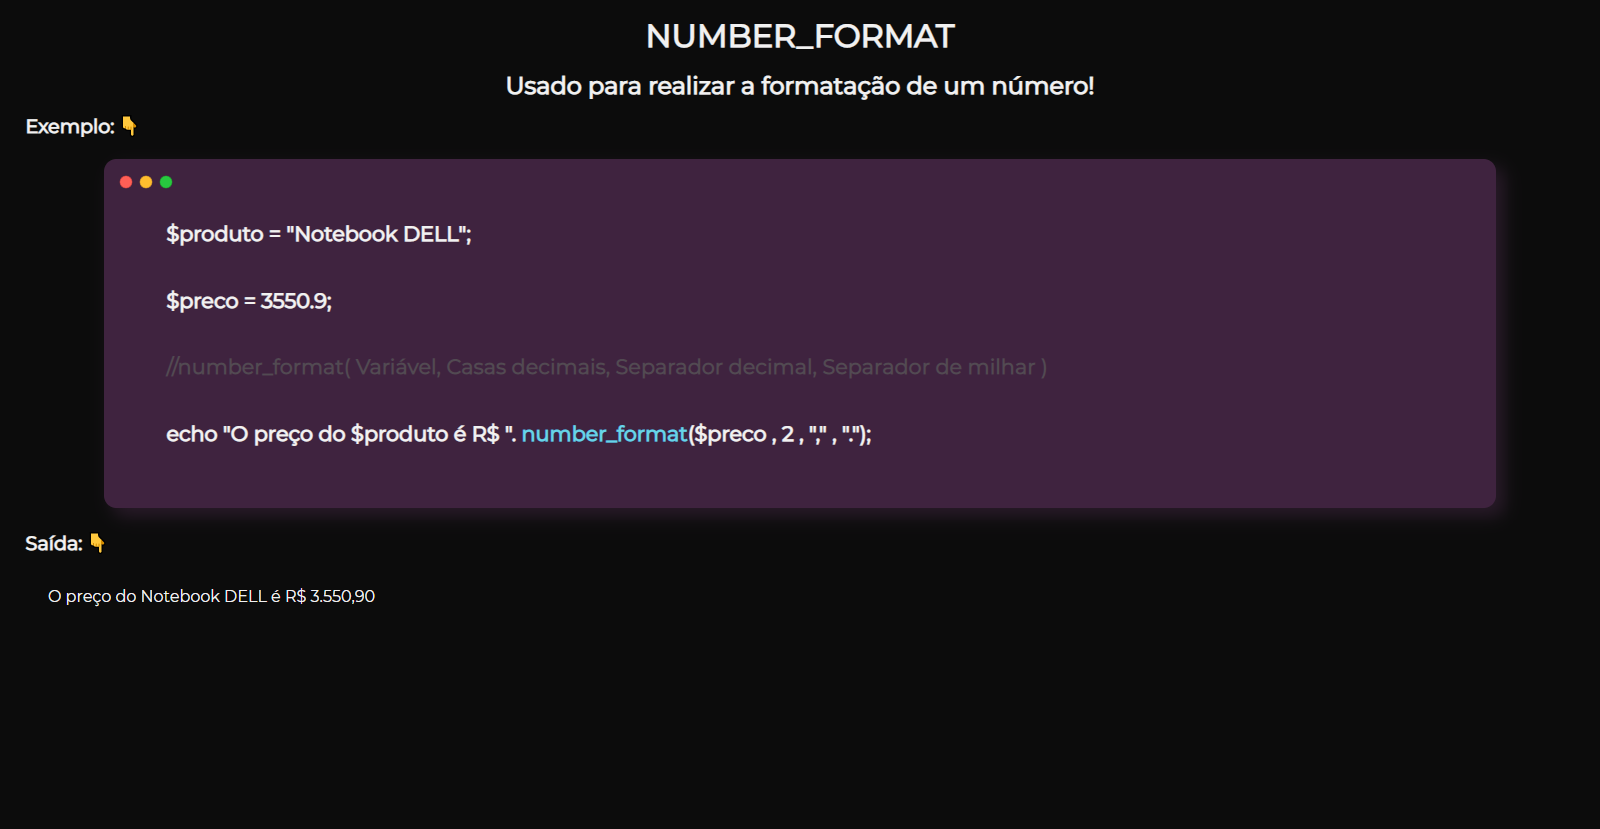 NUMBER_FORMAT
Usado para realizar a formatação de um número!
Exemplo: 👇
$produto = "Notebook DELL";
$preco = 3550.9;
//number_format( Variável, Casas decimais, Separador decimal, Separador de milhar )
echo "O preço do $produto é R$ ". number_format($preco , 2 , "," , ".");
Saída: 👇
O preço do Notebook DELL é R$ 3.550,90